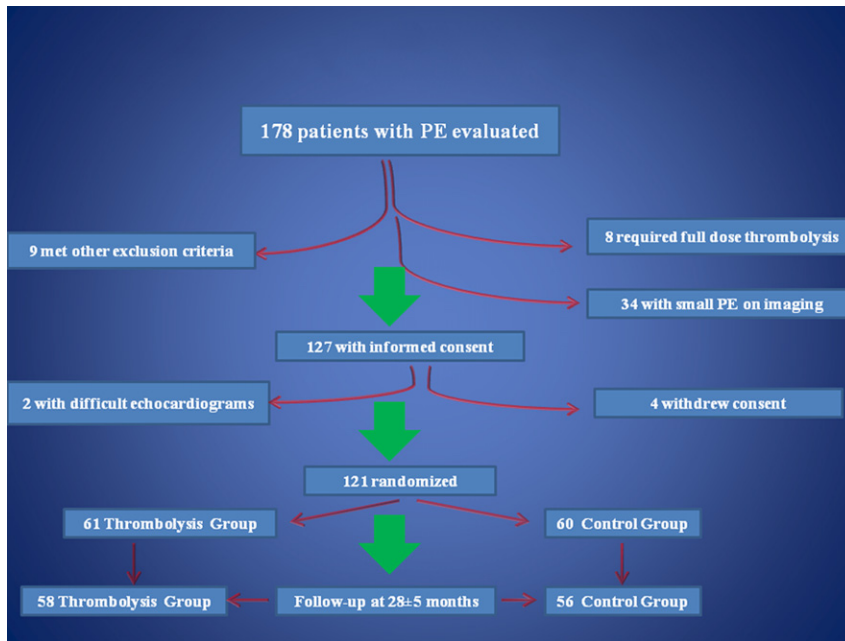 178 patients with PE evaluated
9 met other exclusion criteria
8 required full dose thrombolysis
34 with small PE on imaging
127 with informed consent
2 with difficult echocardiograms
4 withdrew consent
121 randomized
61 Thrombolysis Group
60 Control Group
58 Thrombolysis Group
Follow-up at 28±5 months
56 Control Group